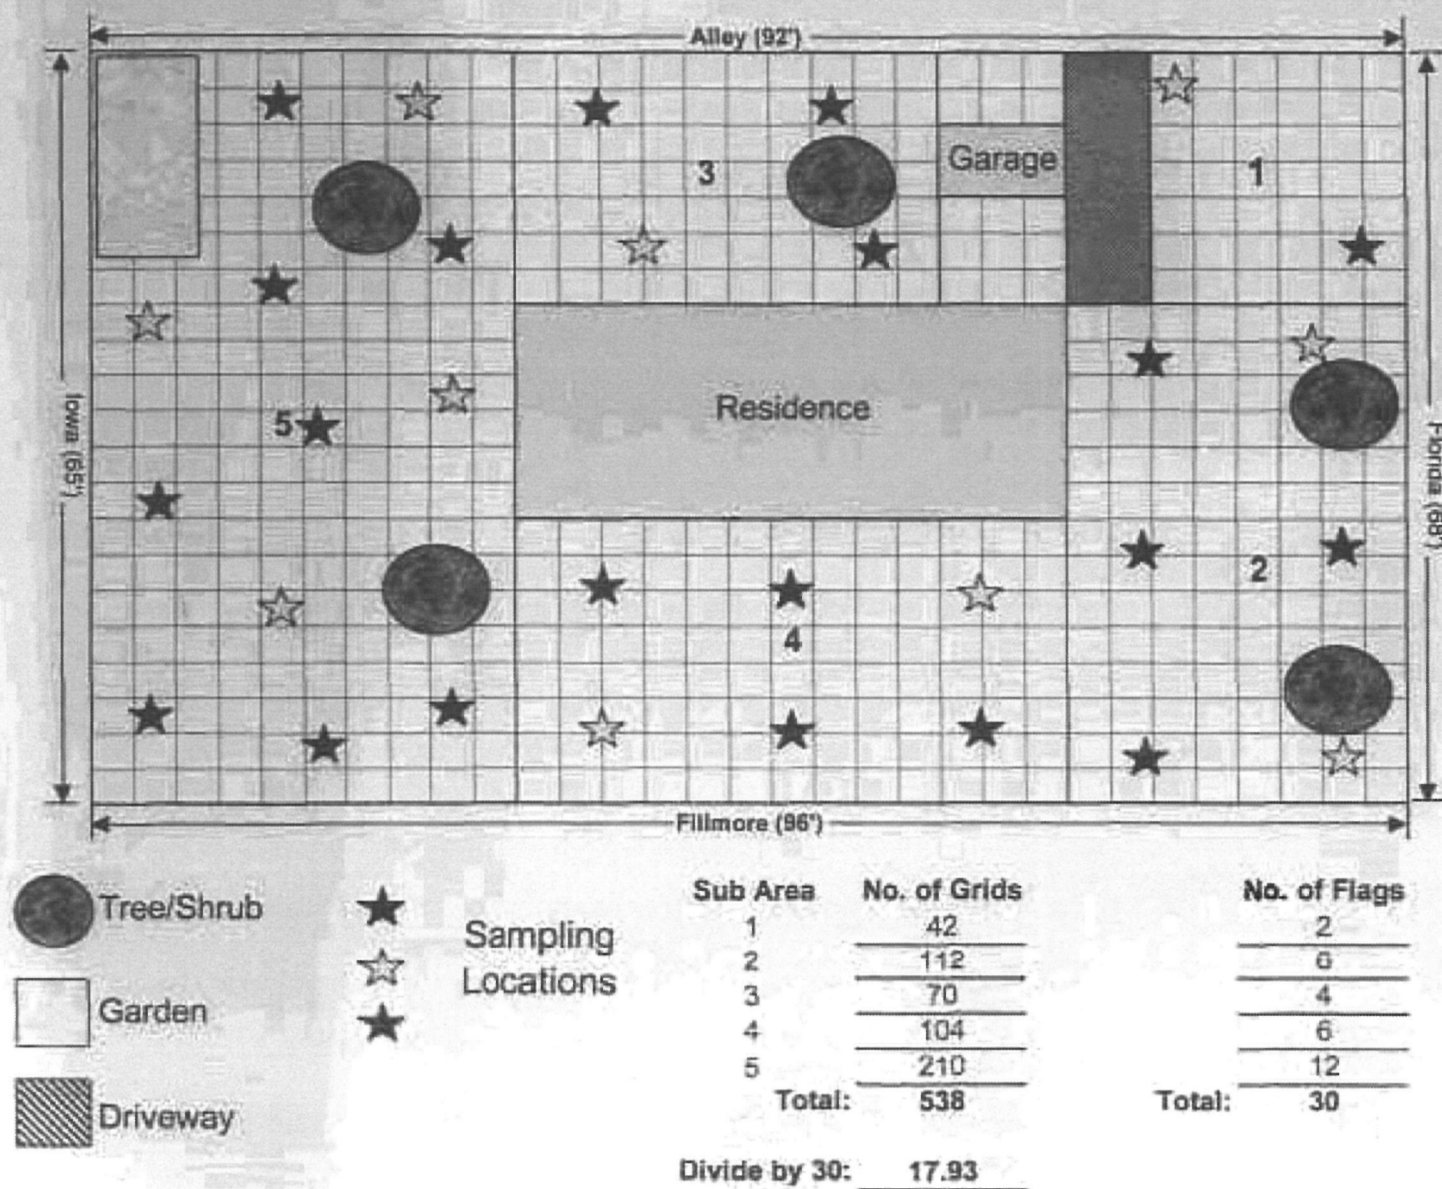 Alley (92')
Garage
3
1
Iowa (65')
Residence
Florida (68')
5
2
4
Fillmore (96')
Tree/Shrub
Garden
Driveway
Sampling
Locations
Sub Area No. of Grids No. of Flags
1 42 2
2 112 6
3 70 4
4 104 6
5 210 12
Total: 538 Total: 30
Divide by 30: 17.93